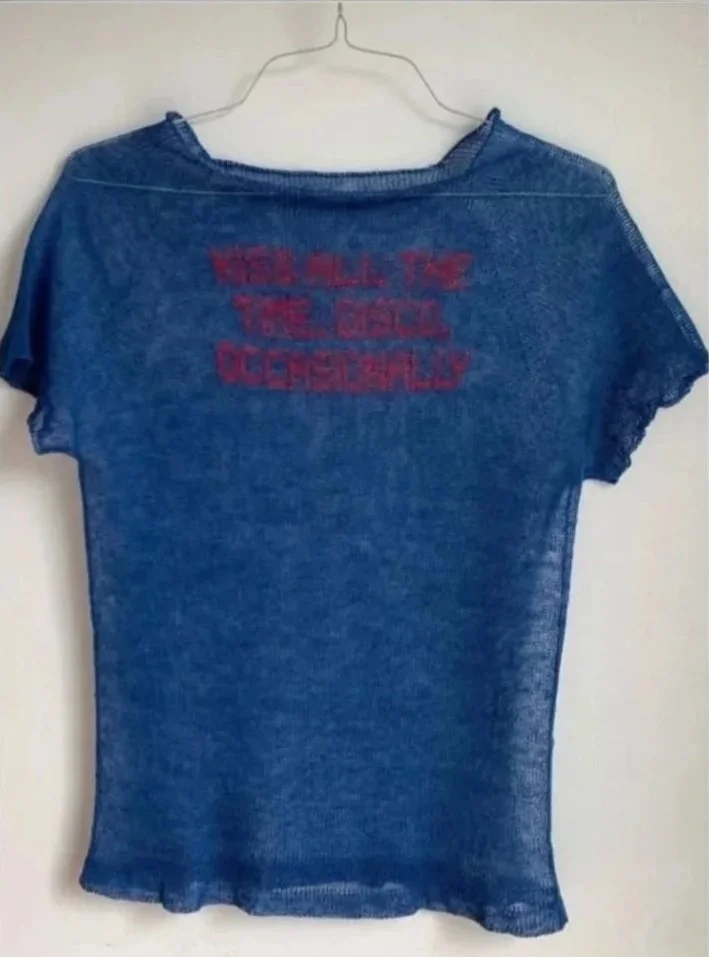 KISS ALL THE
TIME. DISCO,
OCCASIONALLY